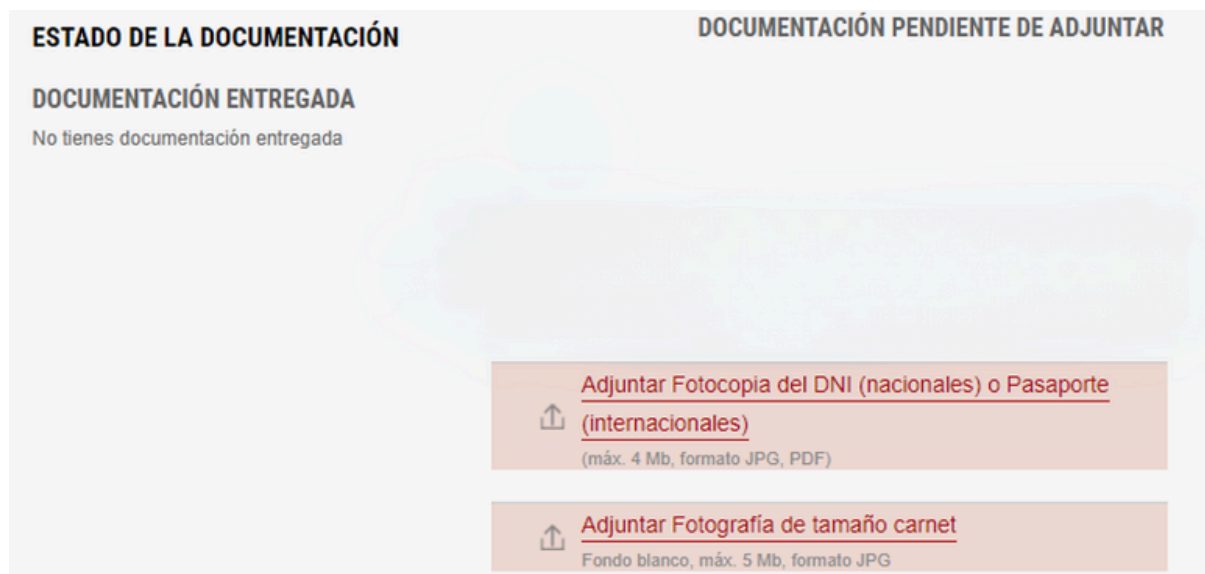 ESTADO DE LA DOCUMENTACIÓN
DOCUMENTACIÓN ENTREGADA
No tienes documentación entregada
DOCUMENTACIÓN PENDIENTE DE ADJUNTAR
Adjuntar Fotocopia del DNI (nacionales) o Pasaporte
(internacionales)
(máx. 4 Mb, formato JPG, PDF)
Adjuntar Fotografía de tamaño carnet
Fondo blanco, máx. 5 Mb, formato JPG